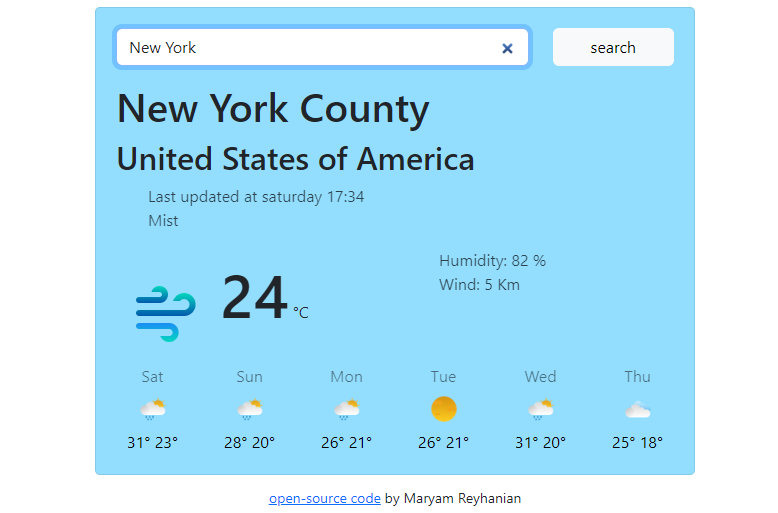 New York
search
New York County
United States of America
Last updated at saturday 17:34
Mist
Humidity: 82 %
Wind: 5 Km
24 °C
Sat Sun Mon Tue Wed Thu
31° 23° 28° 20° 26° 21° 26° 21° 31° 20° 25° 18°
open-source code by Maryam Reyhanian